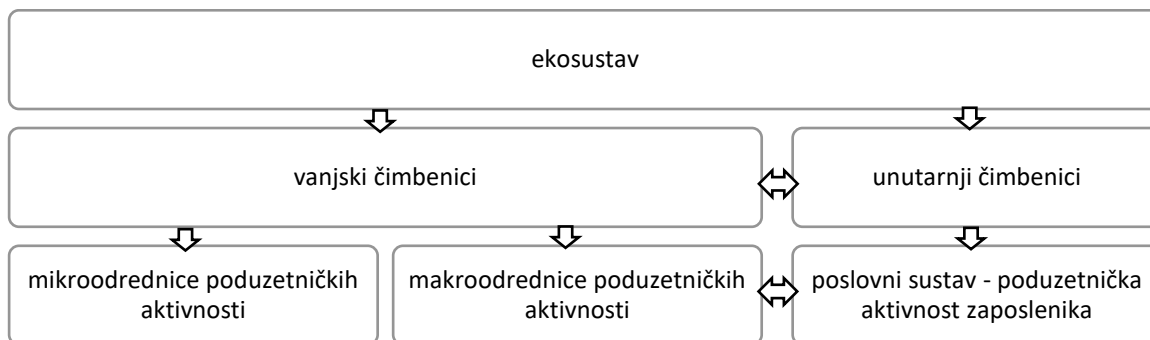 ekosustav
vanjski čimbenici
unutarnji čimbenici
mikroodrednice poduzetničkih
aktivnosti
makroodrednice poduzetničkih
aktivnosti
poslovni sustav - poduzetnička
aktivnost zaposlenika